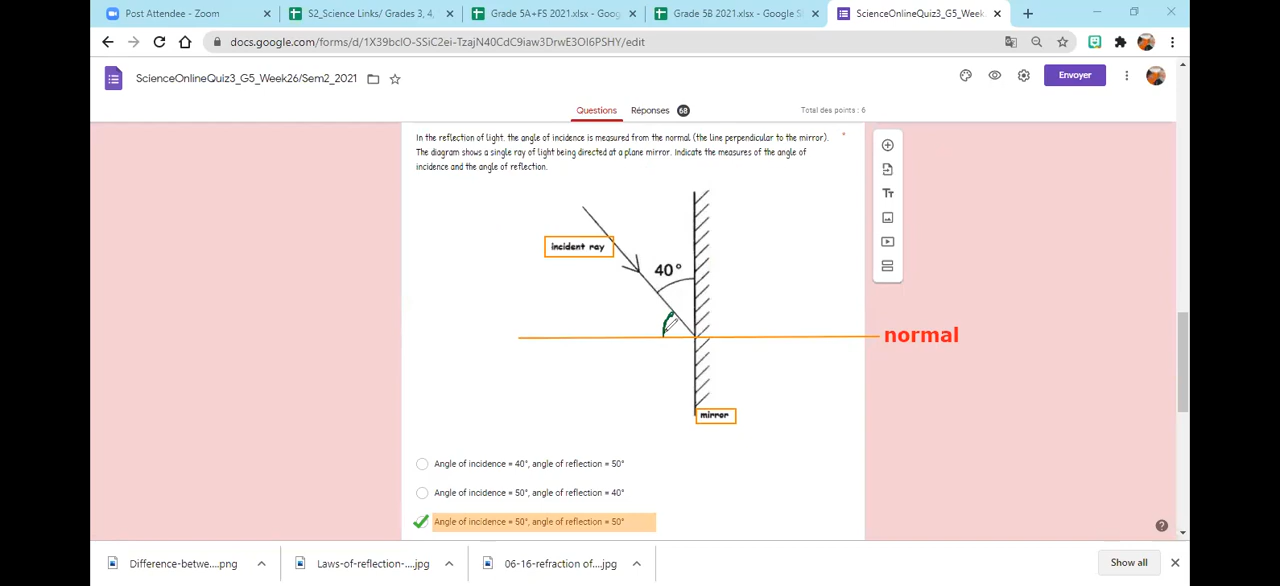 Post Attendee - Zoom
S2_Science Links/ Grades 3, 4,
Grade 5A+FS 2021.xlsx - Goog
Grade 5B 2021.xlsx - Google S
ScienceOnlineQuiz3_G5_Week
docs.google.com/forms/d/1X39bclO-SSiC2ei-TzajN40CdC9iaw3DrwE3OI6PSHY/edit
ScienceOnlineQuiz3_G5_Week26/Sem2_2021
Envoyer
Questions
Réponses 68
Total des points : 6
In the reflection of light, the angle of incidence is measured from the normal (the line perpendicular to the mirror). *
The diagram shows a single ray of light being directed at a plane mirror. Indicate the measures of the angle of
incidence and the angle of reflection.
incident ray
40°
normal
mirror
Angle of incidence = 40°, angle of reflection = 50°
Angle of incidence = 50°, angle of reflection = 40°
Angle of incidence = 50°, angle of reflection = 50°
Difference-betwe....png
Laws-of-reflection-....jpg
06-16-refraction of....jpg
Show all